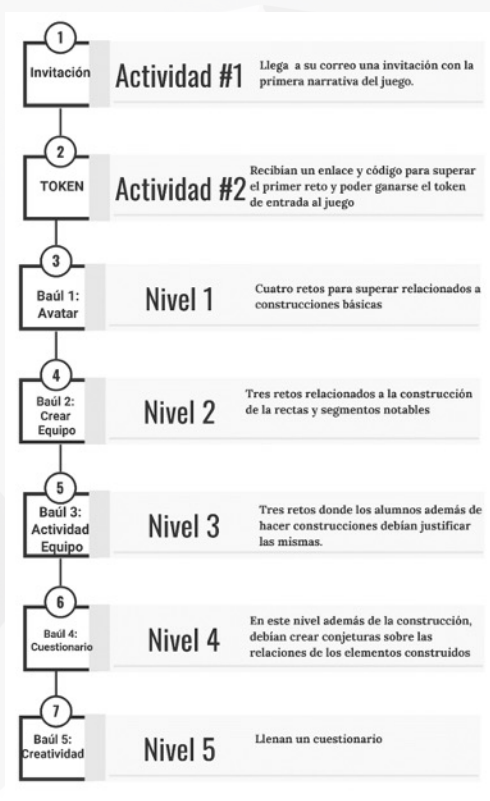 1
Invitación
Actividad #1
Llega a su correo una invitación con la
primera narrativa del juego.
2
TOKEN
Actividad #2
Recibían un enlace y código para superar
el primer reto y poder ganarse el token
de entrada al juego
3
Baúl 1:
Avatar
Nivel 1
Cuatro retos para superar relacionados a
construcciones básicas
4
Baúl 2:
Crear
Equipo
Nivel 2
Tres retos relacionados a la construcción
de la rectas y segmentos notables
5
Baúl 3:
Actividad
Equipo
Nivel 3
Tres retos donde los alumnos además de
hacer construcciones debían justificar
las mismas.
6
Baúl 4:
Cuestionario
Nivel 4
En este nivel además de la construcción,
debían crear conjeturas sobre las
relaciones de los elementos construidos
7
Baúl 5:
Creatividad
Nivel 5
Llenan un cuestionario